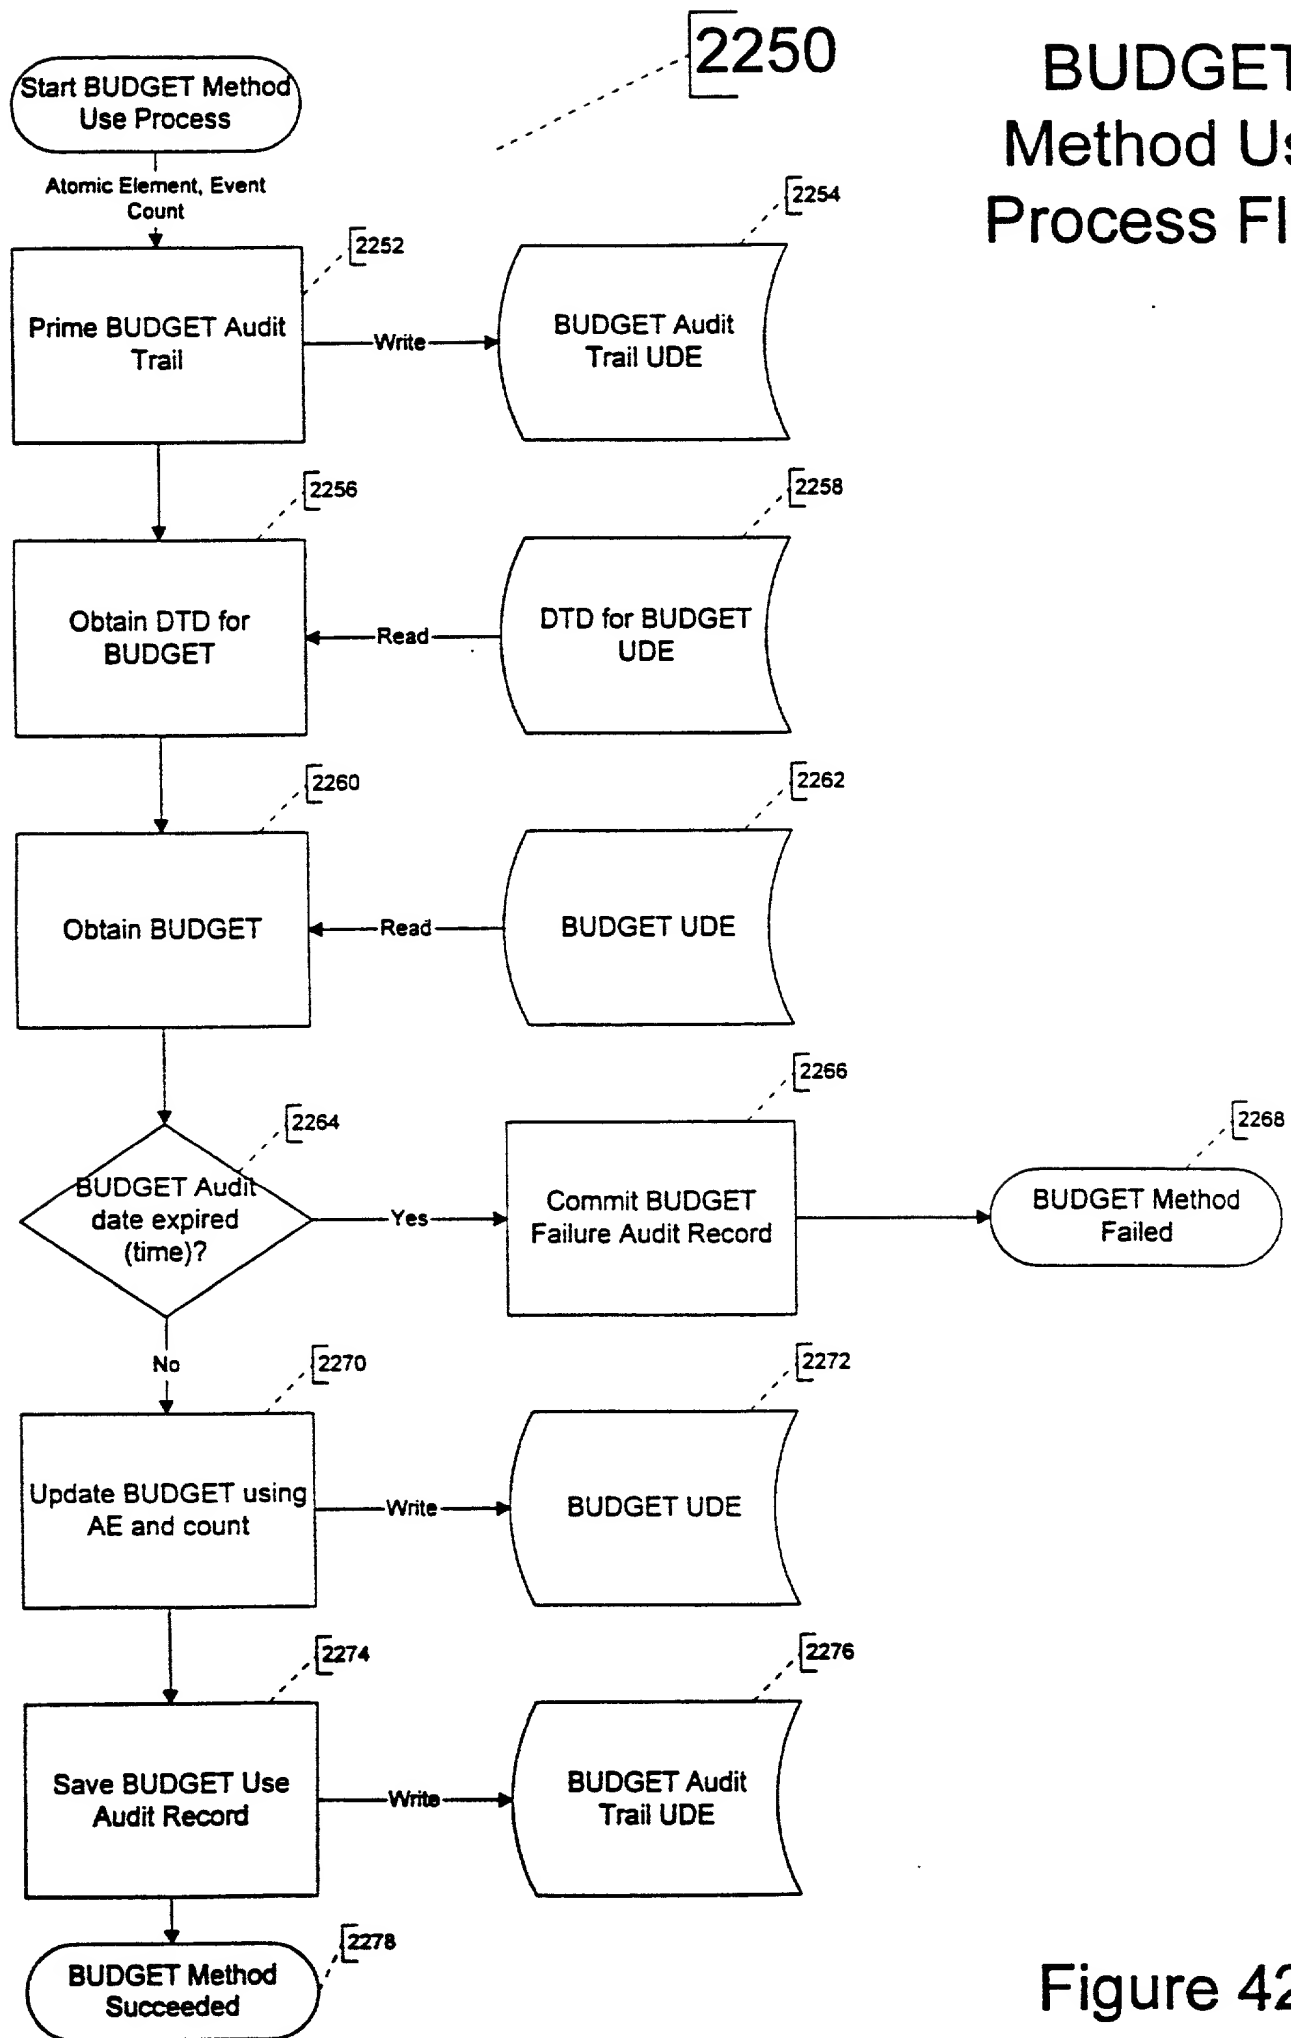 2250
BUDGET
Method Us
Process Fl
Start BUDGET Method
Use Process
Atomic Element, Event
Count
2252
2254
Prime BUDGET Audit
Trail
Write
BUDGET Audit
Trail UDE
2256
2258
Obtain DTD for
BUDGET
Read
DTD for BUDGET
UDE
2260
2262
Obtain BUDGET
Read
BUDGET UDE
2264
2266
2268
BUDGET Audit
date expired
(time)?
Yes
Commit BUDGET
Failure Audit Record
BUDGET Method
Failed
No
2270
2272
Update BUDGET using
AE and count
Write
BUDGET UDE
2274
2276
Save BUDGET Use
Audit Record
Write
BUDGET Audit
Trail UDE
2278
BUDGET Method
Succeeded
Figure 42